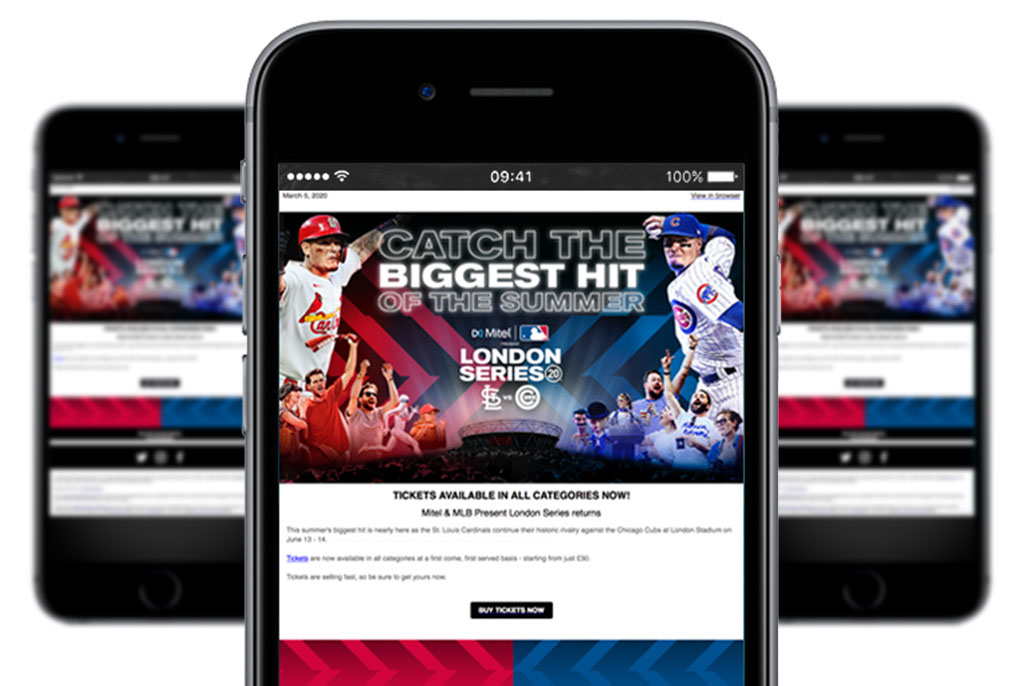 09:41
100%
March 5, 2020
View in browser
CATCH THE
BIGGEST HIT
OF THE SUMMER
Mitel | MLB
PRESENT
LONDON
SERIES 20
STL vs CUBS
Cardinals
TICKETS AVAILABLE IN ALL CATEGORIES NOW!
Mitel & MLB Present London Series returns
This summer's biggest hit is nearly here as the St. Louis Cardinals continue their historic rivalry against the Chicago Cubs at London Stadium on
June 13 - 14.
Tickets are now available in all categories at a first come, first served basis - starting from just £30.
Tickets are selling fast, so be sure to get yours now.
BUY TICKETS NOW